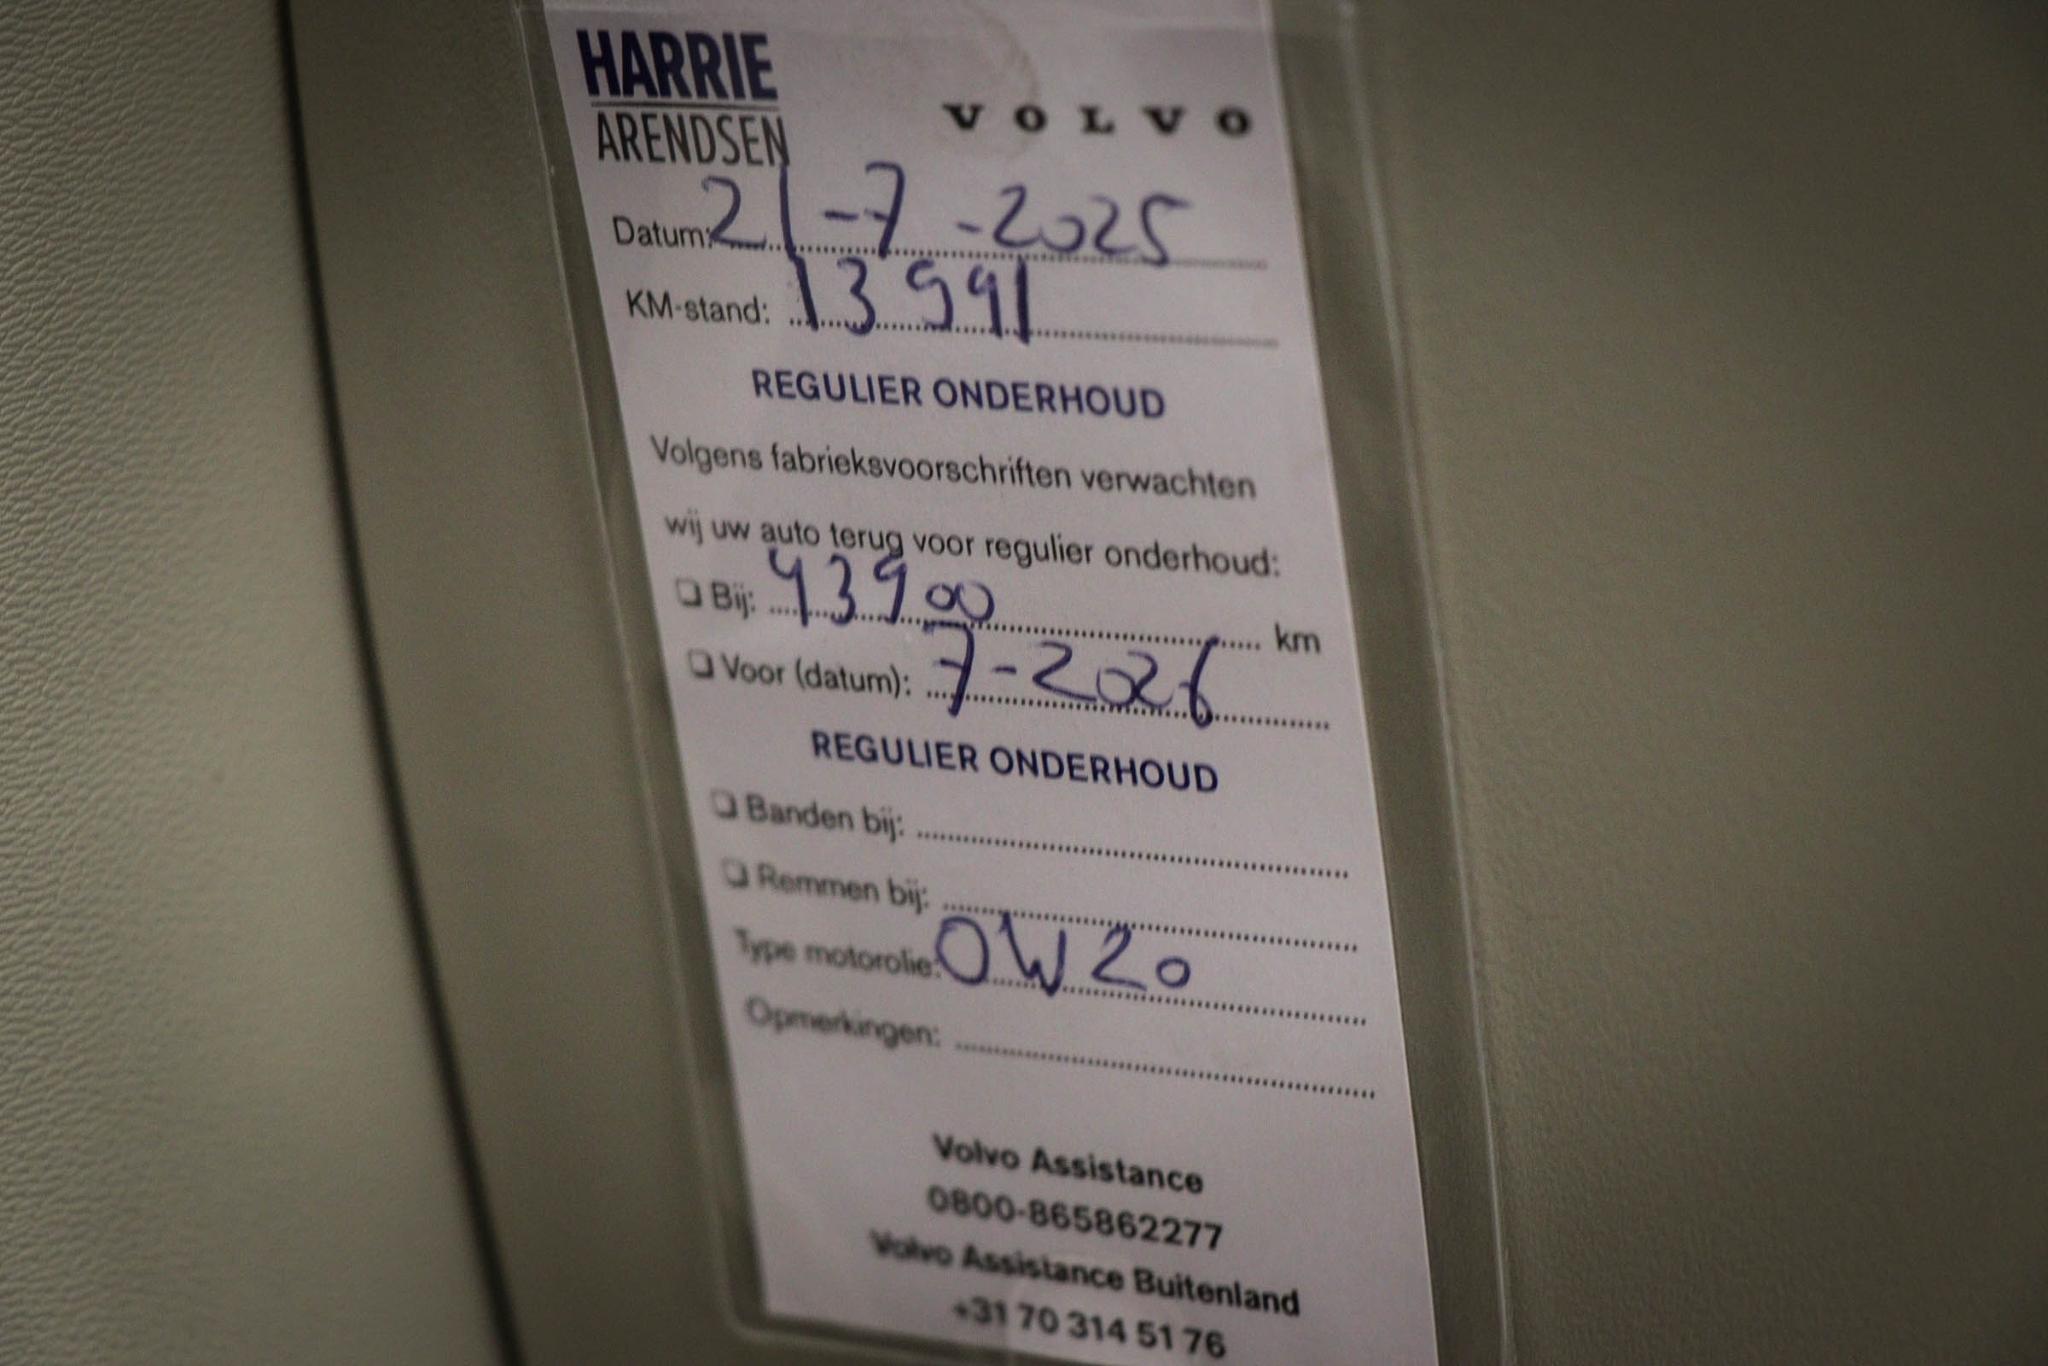 HARRIE
ARENDSEN
VOLVO
Datum: 21-7-2025
KM-stand: 13991
REGULIER ONDERHOUD
Volgens fabrieksvoorschriften verwachten
wij uw auto terug voor regulier onderhoud:
Bij: 43900 km
Voor (datum): 7-2026
REGULIER ONDERHOUD
Banden bij:
Remmen bij:
Type motorolie: 0W20
Opmerkingen:
Volvo Assistance
0800-865862277
Volvo Assistance Buitenland
+31 70 314 51 76